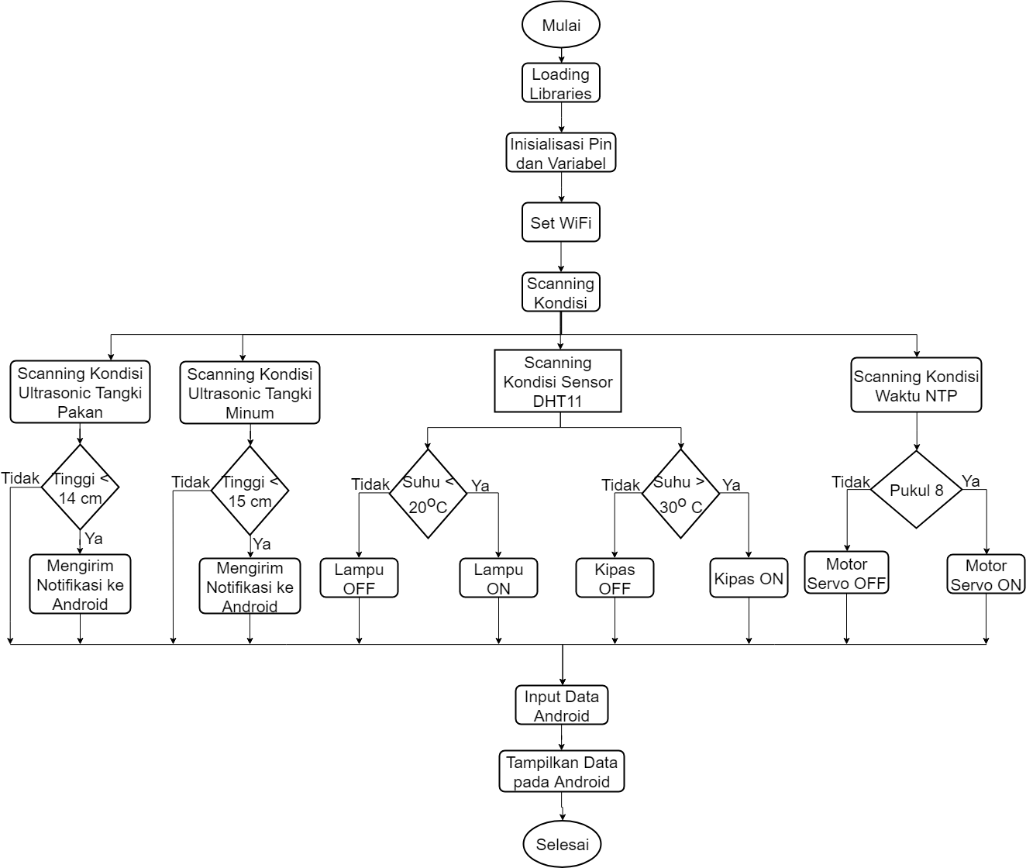 Mulai
Loading
Libraries
Inisialisasi Pin
dan Variabel
Set WiFi
Scanning
Kondisi
Scanning Kondisi
Ultrasonic Tangki
Pakan
Scanning Kondisi
Ultrasonic Tangki
Minum
Scanning
Kondisi Sensor
DHT11
Scanning Kondisi
Waktu NTP
Tidak
Tinggi <
14 cm
Ya
Tidak
Tinggi <
15 cm
Ya
Tidak
Suhu <
20°C
Ya
Tidak
Suhu >
30° C
Ya
Tidak
Pukul 8
Ya
Mengirim
Notifikasi ke
Android
Mengirim
Notifikasi ke
Android
Lampu
OFF
Lampu
ON
Kipas
OFF
Kipas ON
Motor
Servo OFF
Motor
Servo ON
Input Data
Android
Tampilkan Data
pada Android
Selesai